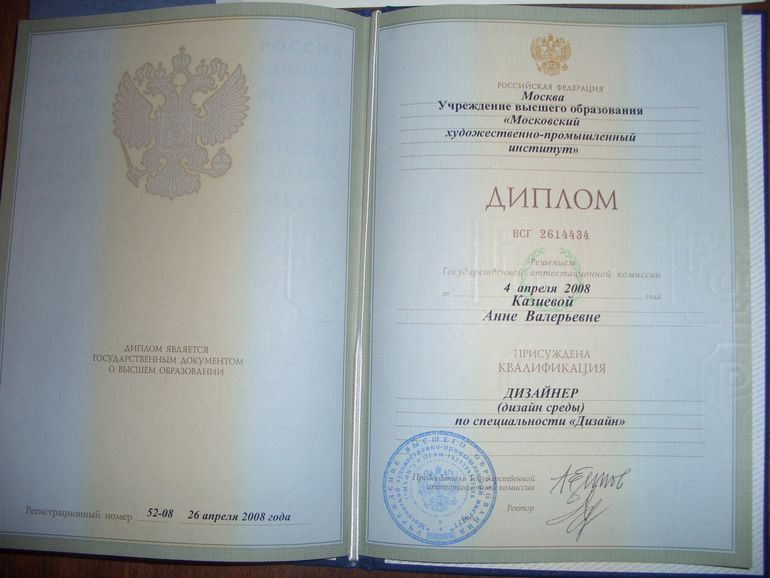 ДИПЛОМ ЯВЛЯЕТСЯ
ГОСУДАРСТВЕННЫМ ДОКУМЕНТОМ
О ВЫСШЕМ ОБРАЗОВАНИИ
Регистрационный номер 52-08 26 апреля 2008 года
РОССИЙСКАЯ ФЕДЕРАЦИЯ
Москва
Учреждение высшего образования
«Московский
художественно-промышленный
институт»
ДИПЛОМ
ВСГ 2614434
Решением
Государственной аттестационной комиссии
от 4 апреля 2008 года
Казиевой
Анне Валерьевне
ПРИСУЖДЕНА
КВАЛИФИКАЦИЯ
ДИЗАЙНЕР
(дизайн среды)
по специальности «Дизайн»
Председатель Государственной
аттестационной комиссии
Ректор